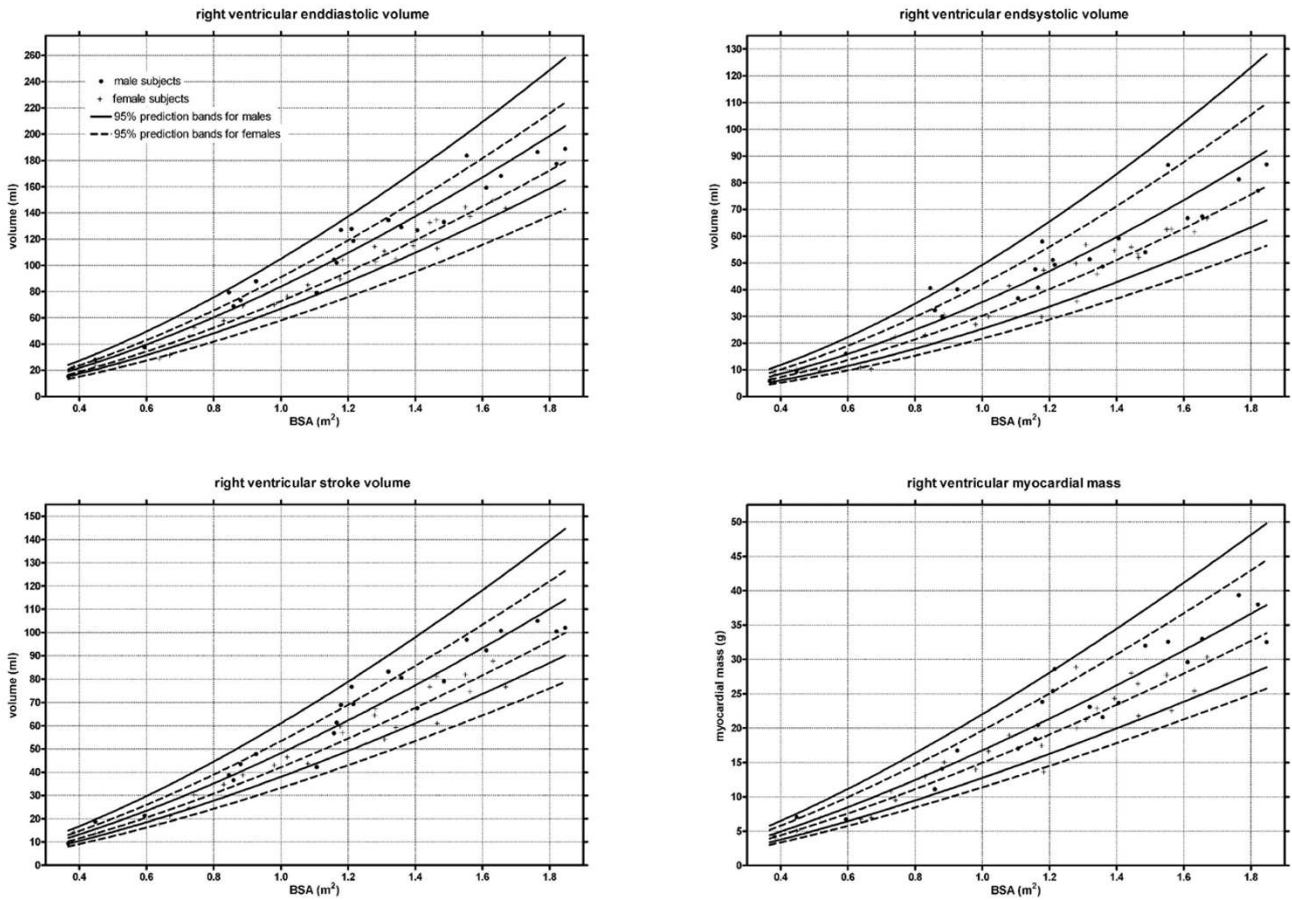 right ventricular enddiastolic volume
260
240
220
200
180
160
140
120
100
80
60
40
20
0
volume (ml)
male subjects
female subjects
95% prediction bands for males
95% prediction bands for females
0.4 0.6 0.8 1.0 1.2 1.4 1.6 1.8
BSA (m²)
right ventricular endsystolic volume
130
120
110
100
90
80
70
60
50
40
30
20
10
0
volume (ml)
0.4 0.6 0.8 1.0 1.2 1.4 1.6 1.8
BSA (m²)
right ventricular stroke volume
150
140
130
120
110
100
90
80
70
60
50
40
30
20
10
0
volume (ml)
0.4 0.6 0.8 1.0 1.2 1.4 1.6 1.8
BSA (m²)
right ventricular myocardial mass
50
45
40
35
30
25
20
15
10
5
0
myocardial mass (g)
0.4 0.6 0.8 1.0 1.2 1.4 1.6 1.8
BSA (m²)